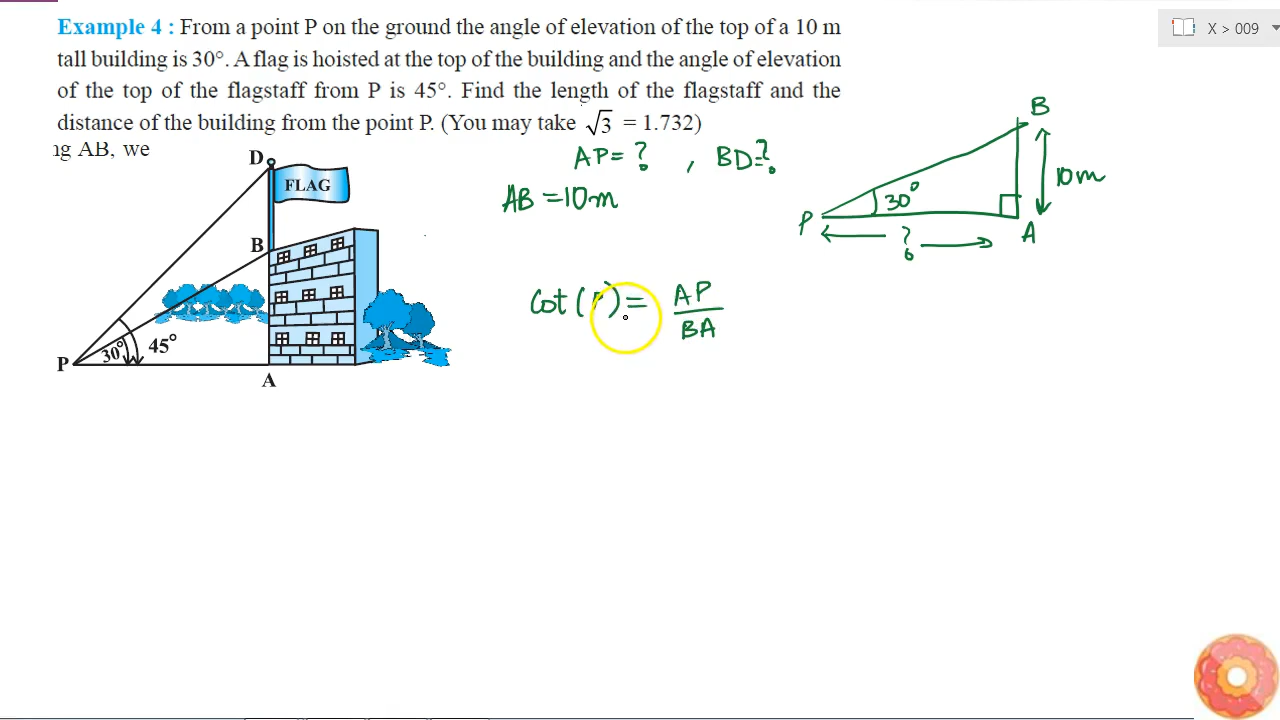 Example 4 : From a point P on the ground the angle of elevation of the top of a 10 m
tall building is 30°. A flag is hoisted at the top of the building and the angle of elevation
of the top of the flagstaff from P is 45°. Find the length of the flagstaff and the
distance of the building from the point P. (You may take √3 = 1.732)
ng AB, we
X > 009
AP = ? , BD = ?
AB = 10m
B
10m
30°
P
?
A
D
FLAG
B
30°
45°
P
A
Cot(P) = AP
BA